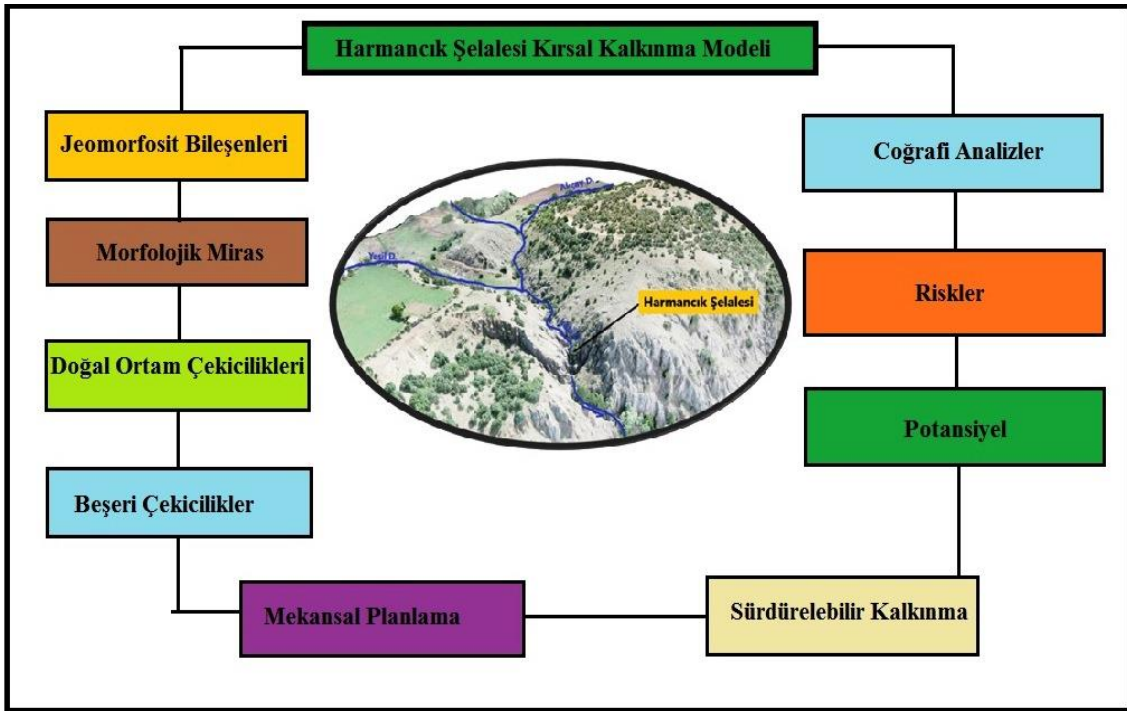 Harmancık Şelalesi Kırsal Kalkınma Modeli
Jeomorfosit Bileşenleri
Morfolojik Miras
Doğal Ortam Çekicilikleri
Beşeri Çekicilikler
Mekansal Planlama
Sürdürelebilir Kalkınma
Potansiyel
Riskler
Coğrafi Analizler
Yeşil D.
Harmancık Şelalesi